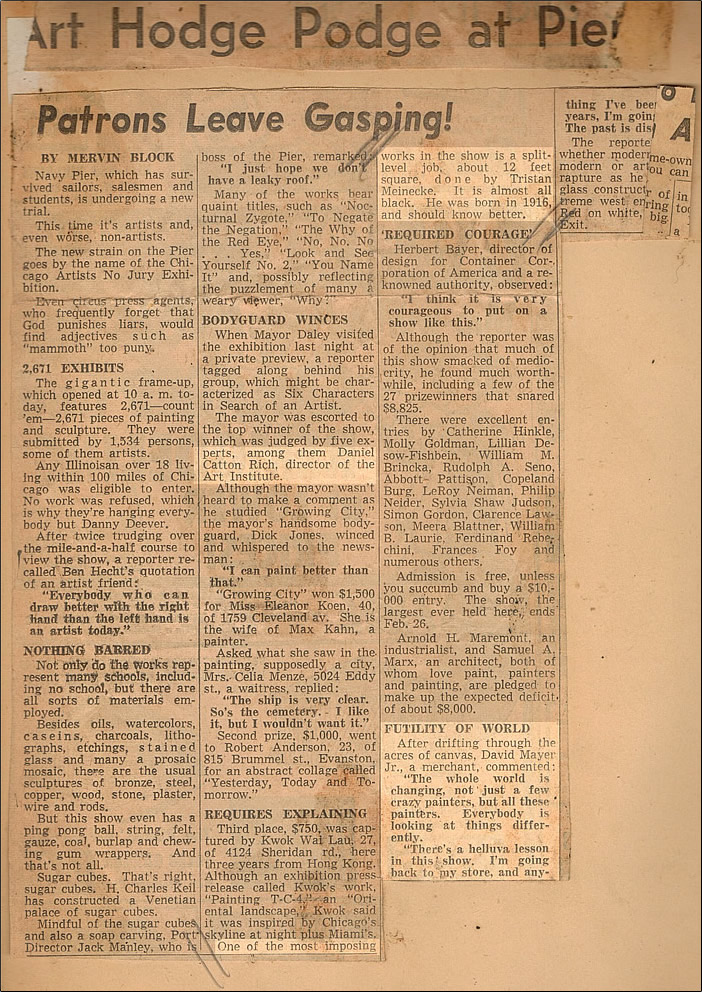 Art Hodge Podge at Pier
Patrons Leave Gasping!
BY MERVIN BLOCK
Navy Pier, which has sur-
vived sailors, salesmen and
students, is undergoing a new
trial.
This time it's artists and,
even worse, non-artists.
The new strain on the Pier
goes by the name of the Chi-
cago Artists No Jury Exhi-
bition.
Even circus press agents,
who frequently forget that
God punishes liars, would
find adjectives such as
"mammoth" too puny.
2,671 EXHIBITS
The gigantic frame-up,
which opened at 10 a. m. to-
day, features 2,671—count
'em—2,671 pieces of painting
and sculpture. They were
submitted by 1,534 persons,
some of them artists.
Any Illinoisan over 18 liv-
ing within 100 miles of Chi-
cago was eligible to enter.
No work was refused, which
is why they're hanging every-
body but Danny Deever.
After twice trudging over
the mile-and-a-half course to
view the show, a reporter re-
called Ben Hecht's quotation
of an artist friend:
"Everybody who can
draw better with the right
hand than the left hand is
an artist today."
NOTHING BARRED
Not only do the works rep-
resent many schools, includ-
ing no school, but there are
all sorts of materials em-
ployed.
Besides oils, watercolors,
caseins, charcoals, litho-
graphs, etchings, stained
glass and many a prosaic
mosaic, there are the usual
sculptures of bronze, steel,
copper, wood, stone, plaster,
wire and rods.
But this show even has a
ping pong ball, string, felt,
gauze, coal, burlap and chew-
ing gum wrappers. And
that's not all.
Sugar cubes. That's right,
sugar cubes. H. Charles Keil
has constructed a Venetian
palace of sugar cubes.
Mindful of the sugar cubes
and also a soap carving, Port
Director Jack Manley, who is
boss of the Pier, remarked:
"I just hope we don't
have a leaky roof."
Many of the works bear
quaint titles, such as "Noc-
turnal Zygote," "To Negate
the Negation," "The Why of
the Red Eye," "No, No, No
. . . Yes," "Look and See
Yourself No. 2," "You Name
It" and, possibly reflecting
the puzzlement of many a
weary viewer, "Why?"
BODYGUARD WINCES
When Mayor Daley visited
the exhibition last night at
a private preview, a reporter
tagged along behind his
group, which might be char-
acterized as Six Characters
in Search of an Artist.
The mayor was escorted to
the top winner of the show,
which was judged by five ex-
perts, among them Daniel
Catton Rich, director of the
Art Institute.
Although the mayor wasn't
heard to make a comment as
he studied "Growing City,"
the mayor's handsome body-
guard, Dick Jones, winced
and whispered to the news-
man:
"I can paint better than
that."
"Growing City" won $1,500
for Miss Eleanor Koen, 40,
of 1759 Cleveland av. She is
the wife of Max Kahn, a
painter.
Asked what she saw in the
painting, supposedly a city,
Mrs. Celia Menze, 5024 Eddy
st., a waitress, replied:
"The ship is very clear.
So's the cemetery. I like
it, but I wouldn't want it."
Second prize, $1,000, went
to Robert Anderson, 23, of
815 Brummel st., Evanston,
for an abstract collage called
"Yesterday, Today and To-
morrow."
REQUIRES EXPLAINING
Third place, $750, was cap-
tured by Kwok Wai Lau, 27,
of 4124 Sheridan rd., here
three years from Hong Kong.
Although an exhibition press
release called Kwok's work,
"Painting T-C-4," an "Ori-
ental landscape," Kwok said
it was inspired by Chicago's
skyline at night plus Miami's.
One of the most imposing
works in the show is a split-
level job, about 12 feet
square, done by Tristan
Meinecke. It is almost all
black. He was born in 1916,
and should know better.
'REQUIRED COURAGE'
Herbert Bayer, director of
design for Container Cor-
poration of America and a re-
knowned authority, observed:
"I think it is very
courageous to put on a
show like this."
Although the reporter was
of the opinion that much of
this show smacked of medio-
crity, he found much worth-
while, including a few of the
27 prizewinners that snared
$8,825.
There were excellent en-
tries by Catherine Hinkle,
Molly Goldman, Lillian De-
sow-Fishbein, William M.
Brincka, Rudolph A. Seno,
Abbott Pattison, Copeland
Burg, LeRoy Neiman, Philip
Neider, Sylvia Shaw Judson,
Simon Gordon, Clarence Law-
son, Meera Blattner, William
B. Laurie, Ferdinand Rebe-
chini, Frances Foy and
numerous others.
Admission is free, unless
you succumb and buy a $10,-
000 entry. The show, the
largest ever held here, ends
Feb. 26.
Arnold H. Maremont, an
industrialist, and Samuel A.
Marx, an architect, both of
whom love paint, painters
and painting, are pledged to
make up the expected deficit
of about $8,000.
FUTILITY OF WORLD
After drifting through the
acres of canvas, David Mayer
Jr., a merchant, commented:
"The whole world is
changing, not just a few
crazy painters, but all these
painters. Everybody is
looking at things differ-
ently.
"There's a helluva lesson
in this show. I'm going
back to my store, and any-
thing I've been
years, I'm going
The past is dis
The reporte
whether modern
modern or art
rapture as he
glass construct
treme west en
Red on white,
Exit.
A
me-own
ou can
r of in
ring to
big
a